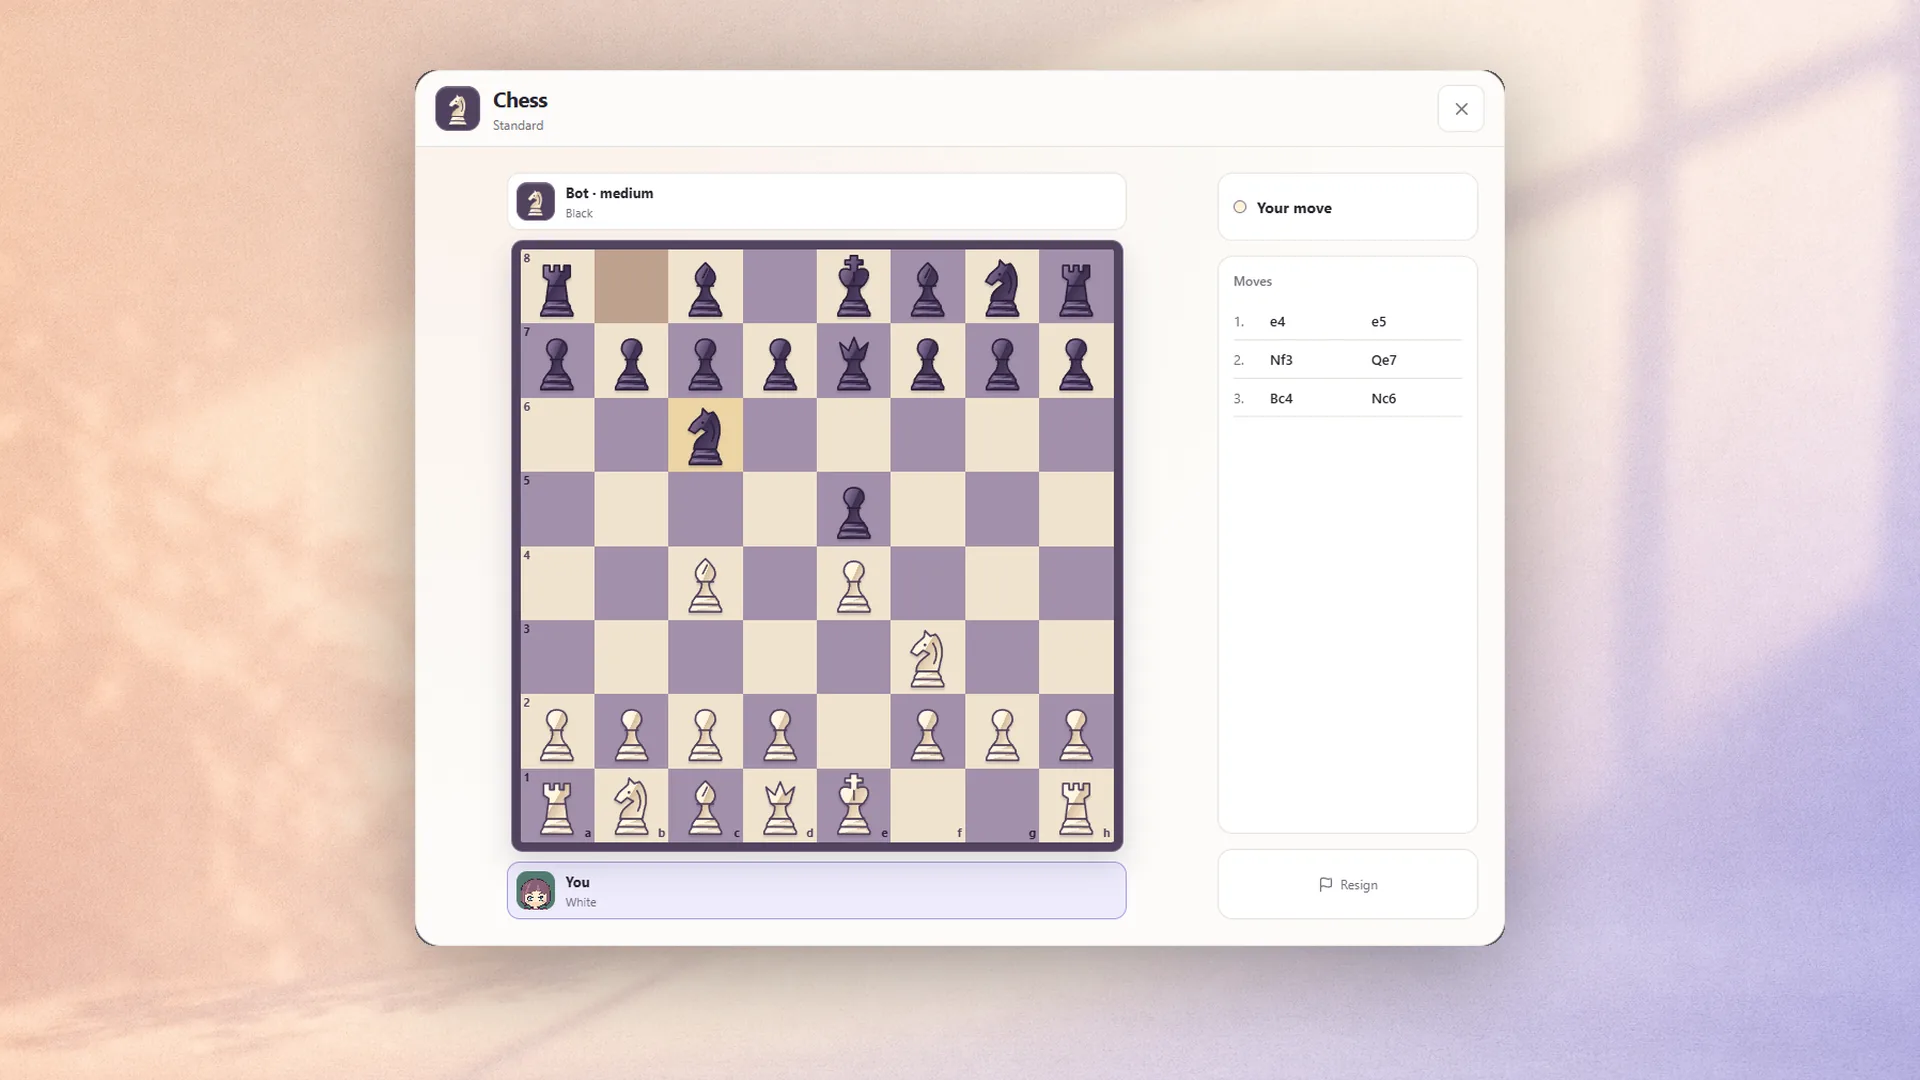 Chess
Standard
Bot · medium
Black
8
7
6
5
4
3
2
1
a b c d e f g h
You
White
Your move
Moves
1. e4 e5
2. Nf3 Qe7
3. Bc4 Nc6
Resign